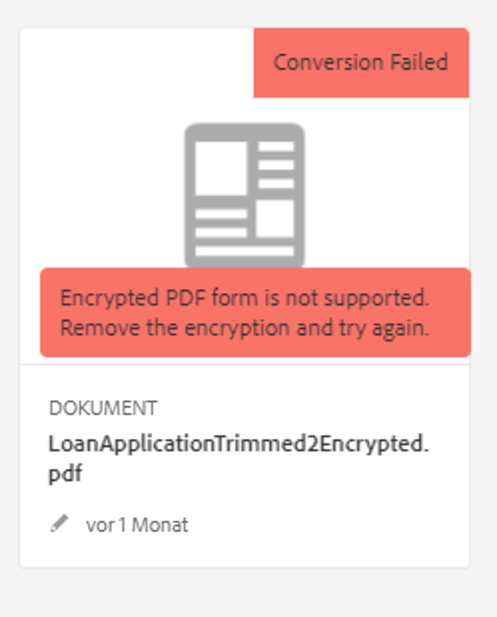 Conversion Failed
Encrypted PDF form is not supported.
Remove the encryption and try again.
DOKUMENT
LoanApplicationTrimmed2Encrypted.
pdf
vor 1 Monat